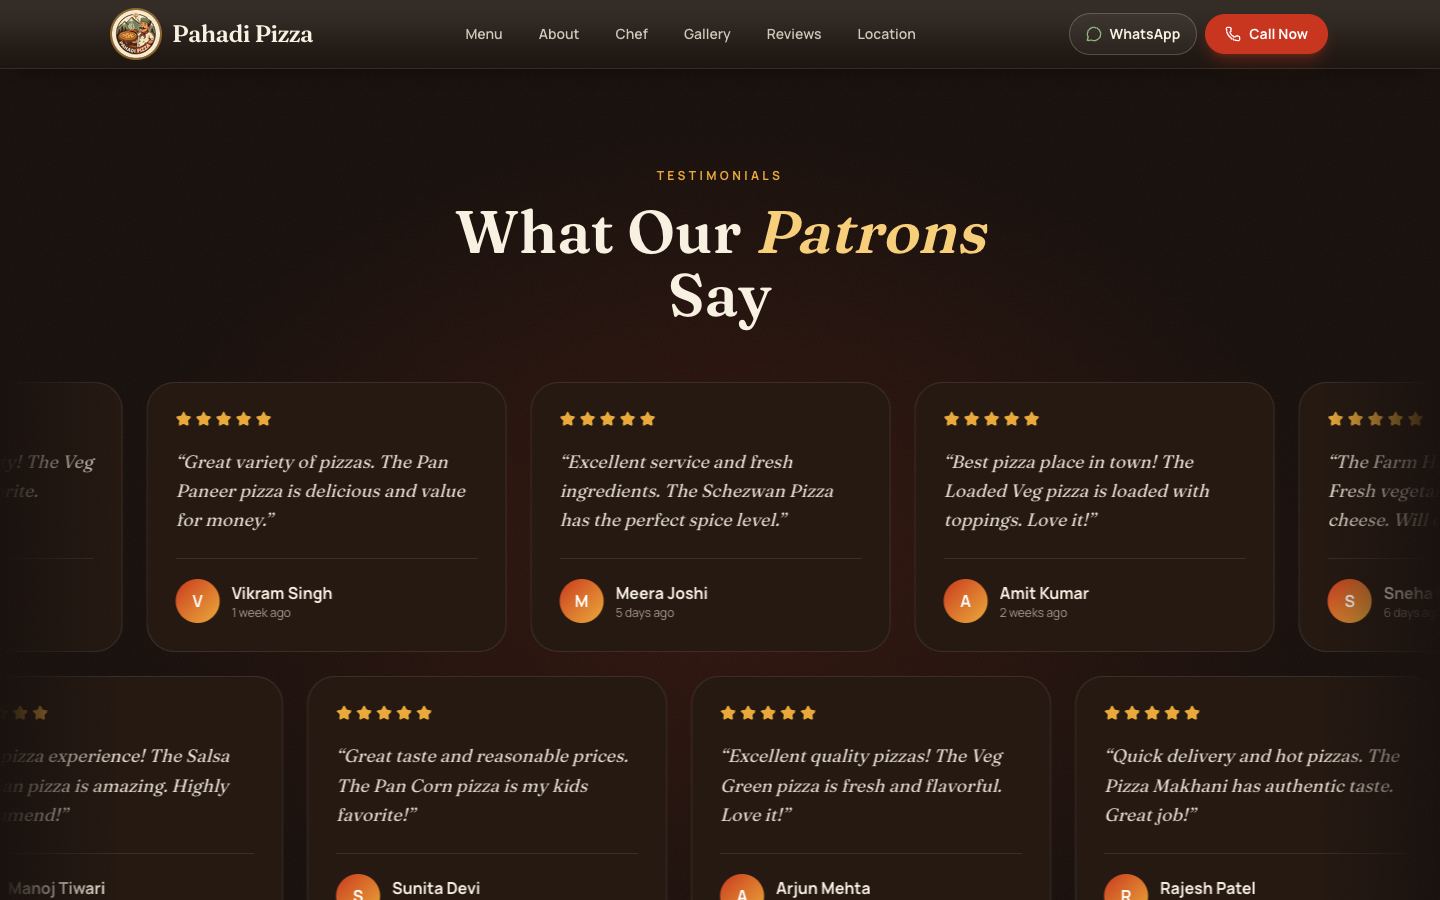 Pahadi Pizza
Menu
About
Chef
Gallery
Reviews
Location
WhatsApp
Call Now
TESTIMONIALS
What Our Patrons
Say
The Veg
“Great variety of pizzas. The Pan
Paneer pizza is delicious and value
for money.”
Vikram Singh
1 week ago
“Excellent service and fresh
ingredients. The Schezwan Pizza
has the perfect spice level.”
Meera Joshi
5 days ago
“Best pizza place in town! The
Loaded Veg pizza is loaded with
toppings. Love it!”
Amit Kumar
2 weeks ago
“The Farm
Fresh
cheese. Will
Sneha
6 days
pizza experience! The Salsa
pizza is amazing. Highly
Manoj Tiwari
“Great taste and reasonable prices.
The Pan Corn pizza is my kids
favorite!”
Sunita Devi
“Excellent quality pizzas! The Veg
Green pizza is fresh and flavorful.
Love it!”
Arjun Mehta
“Quick delivery and hot pizzas. The
Pizza Makhani has authentic taste.
Great job!”
Rajesh Patel
V
M
A
S
S
A
R